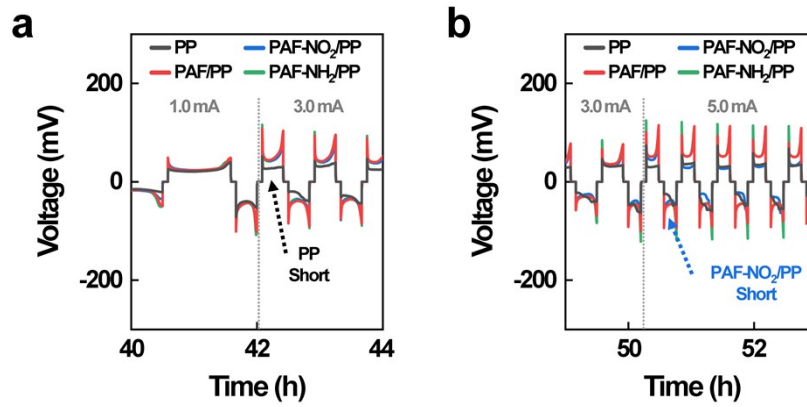 a
PP PAF-NO₂/PP
PAF/PP PAF-NH₂/PP
1.0 mA 3.0 mA
200
0
-200
Voltage (mV)
PP
Short
40 42 44
Time (h)
b
PP PAF-NO₂/PP
PAF/PP PAF-NH₂/PP
3.0 mA 5.0 mA
200
0
-200
Voltage (mV)
PAF-NO₂/PP
Short
50 52
Time (h)